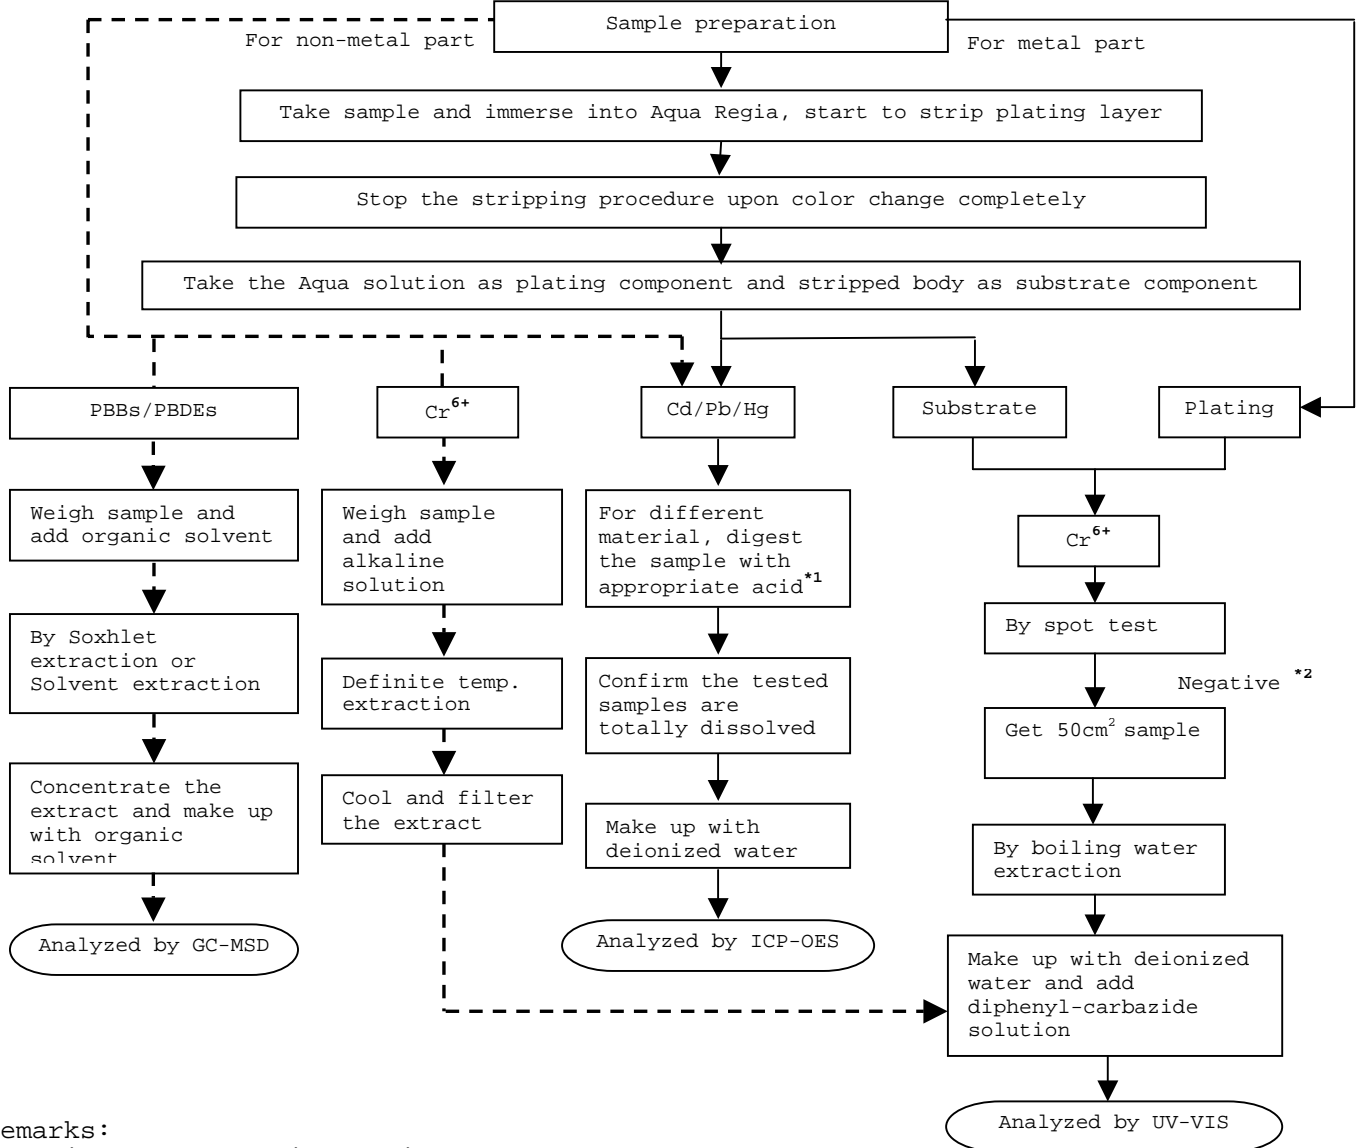 Sample preparation
For non-metal part
For metal part
Take sample and immerse into Aqua Regia, start to strip plating layer
Stop the stripping procedure upon color change completely
Take the Aqua solution as plating component and stripped body as substrate component
PBBs/PBDEs
Cr6+
Cd/Pb/Hg
Substrate
Plating
Weigh sample and
add organic solvent
By Soxhlet
extraction or
Solvent extraction
Concentrate the
extract and make up
with organic
solvent
Analyzed by GC-MSD
Weigh sample
and add
alkaline
solution
Definite temp.
extraction
Cool and filter
the extract
For different
material, digest
the sample with
appropriate acid*1
Confirm the tested
samples are
totally dissolved
Make up with
deionized water
Analyzed by ICP-OES
Cr6+
By spot test
Negative *2
Get 50cm2 sample
By boiling water
extraction
Make up with deionized
water and add
diphenyl-carbazide
solution
Analyzed by UV-VIS
emarks: